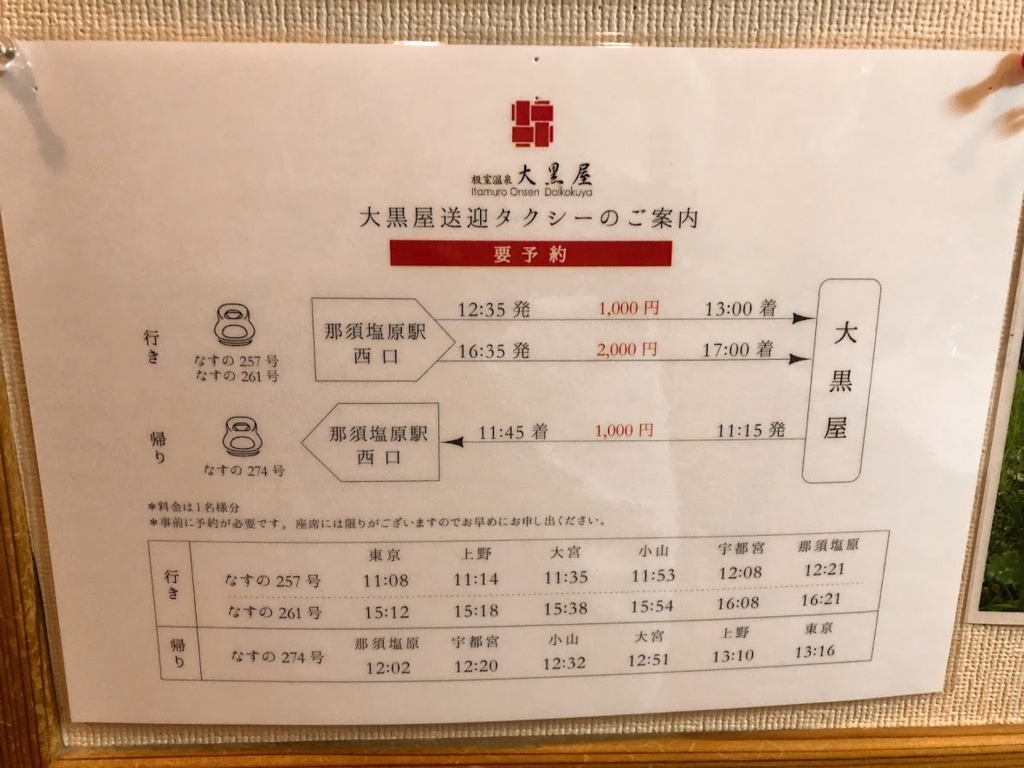 板室温泉 大黒屋
Itamuro Onsen Daikokuya
大黒屋送迎タクシーのご案内
要予約
行き
なすの 257 号
なすの 261 号
那須塩原駅
西口
12:35 発 1,000 円 13:00 着
16:35 発 2,000 円 17:00 着
大黒屋
帰り
なすの 274 号
那須塩原駅
西口
11:45 着 1,000 円 11:15 発
*料金は1名様分
*事前に予約が必要です。座席には限りがございますのでお早めにお申し出ください。
東京 上野 大宮 小山 宇都宮 那須塩原
行き
なすの 257 号 11:08 11:14 11:35 11:53 12:08 12:21
なすの 261 号 15:12 15:18 15:38 15:54 16:08 16:21
那須塩原 宇都宮 小山 大宮 上野 東京
帰り
なすの 274 号 12:02 12:20 12:32 12:51 13:10 13:16